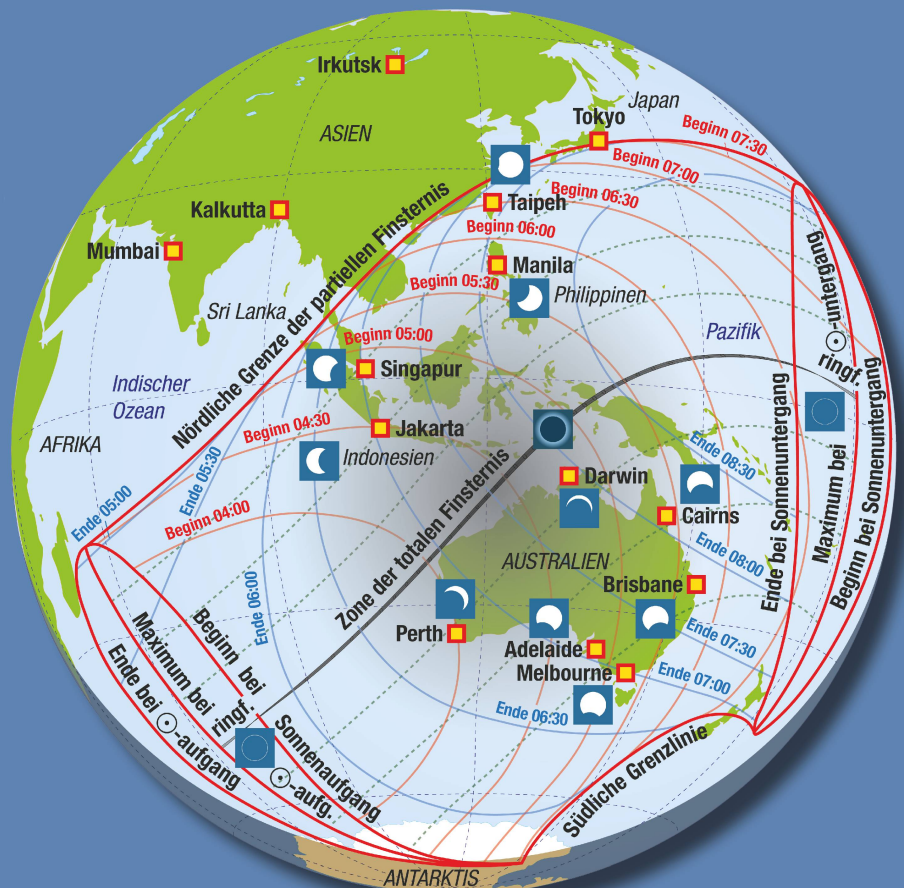 Irkutsk
Japan
Tokyo
Beginn 07:30
ASIEN
Beginn 07:00
Beginn 06:30
Taipeh
Kalkutta
Beginn 06:00
Mumbai
Manila
Beginn 05:30
Philippinen
Nördliche Grenze der partiellen Finsternis
Sri Lanka
Beginn 05:00
Pazifik
Singapur
Indischer
Ozean
Beginn 04:30
Jakarta
AFRIKA
Indonesien
Ende 05:30
Ende 05:00
Beginn 04:00
Darwin
Ende 08:30
Cairns
Zone der totalen Finsternis
AUSTRALIEN
Ende 08:00
Ende 06:00
Brisbane
Perth
Adelaide
Melbourne
Ende 07:30
Ende 07:00
Ende 06:30
Südliche Grenzlinie
Ende bei Sonnenuntergang
Maximum bei ringf. ☉-untergang
Beginn bei Sonnenuntergang
Beginn bei Sonnenaufgang
Maximum bei ringf. ☉-aufg.
Ende bei ☉-aufgang
ANTARKTIS